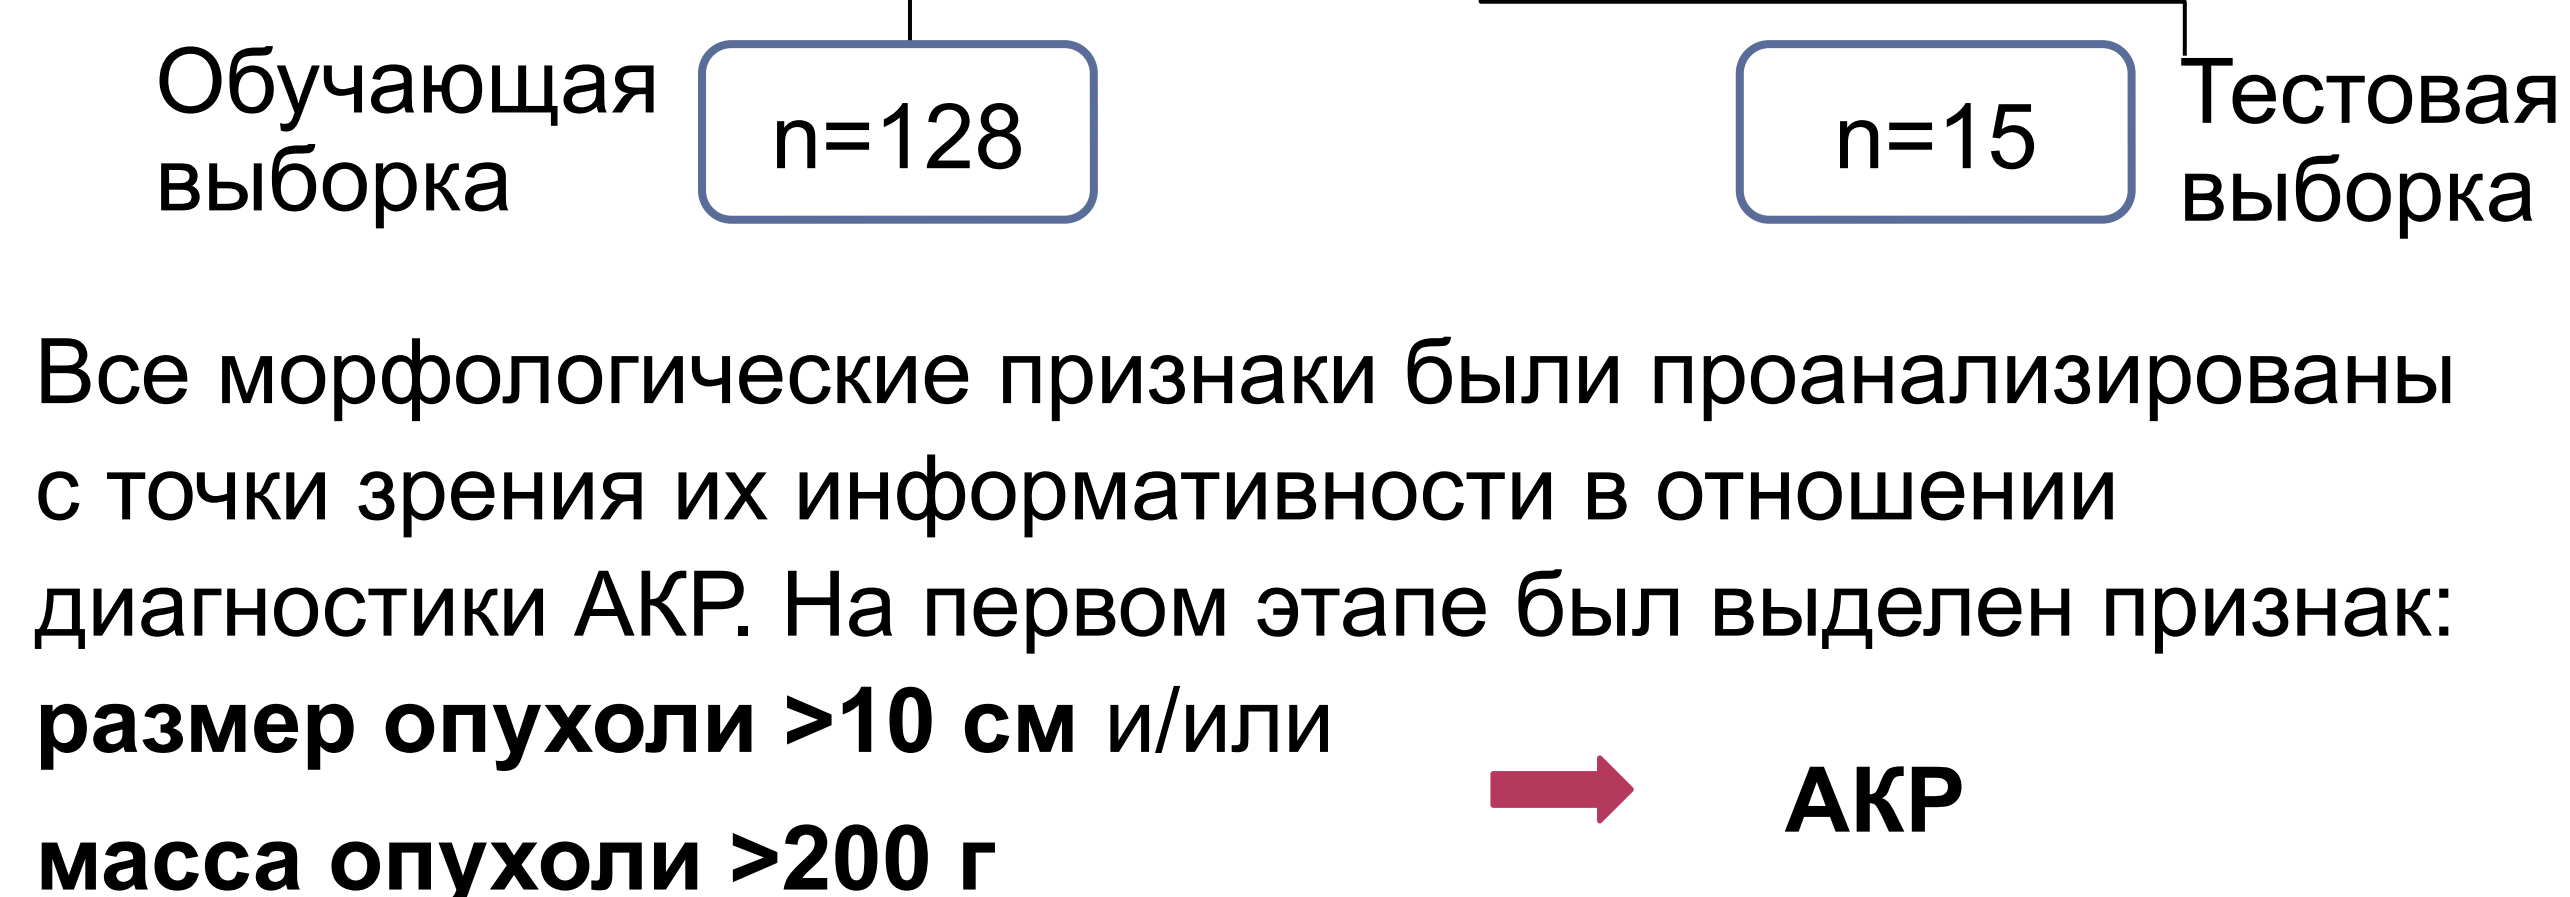 Обучающая
выборка
n=128
n=15
Тестовая
выборка
Все морфологические признаки были проанализированы
с точки зрения их информативности в отношении
диагностики АКР. На первом этапе был выделен признак:
размер опухоли >10 см и/или
масса опухоли >200 г
АКР